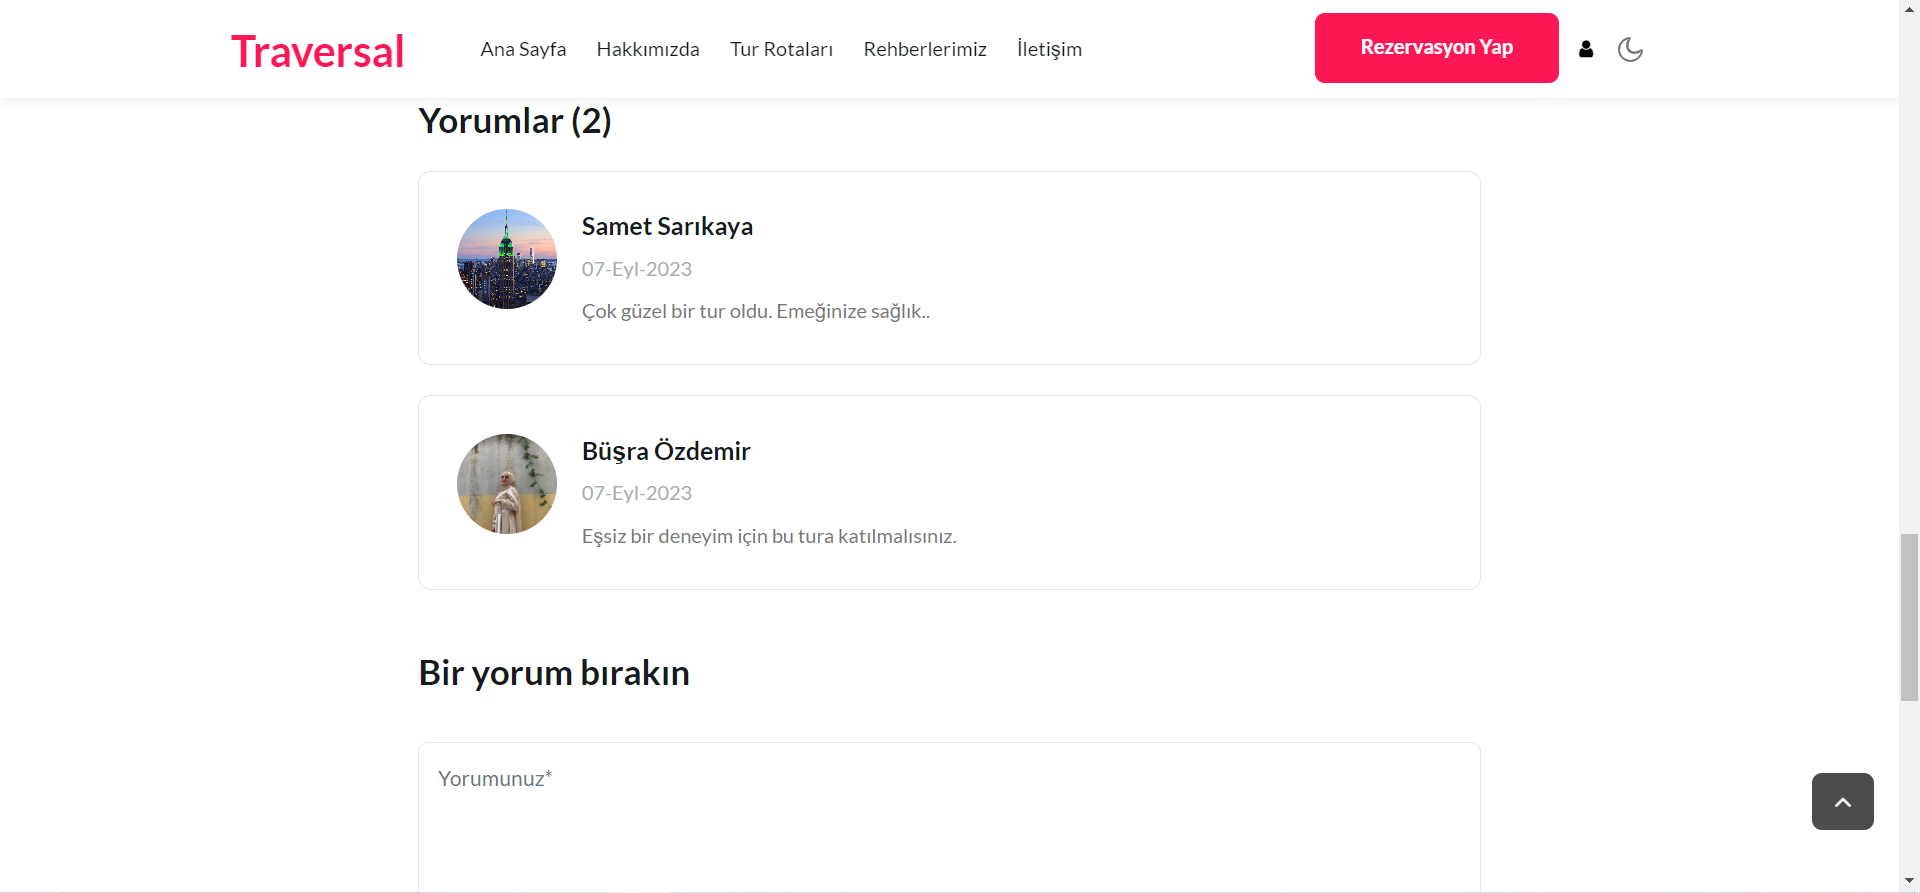 Traversal
Ana Sayfa
Hakkımızda
Tur Rotaları
Rehberlerimiz
İletişim
Rezervasyon Yap
Yorumlar (2)
Samet Sarıkaya
07-Eyl-2023
Çok güzel bir tur oldu. Emeğinize sağlık..
Büşra Özdemir
07-Eyl-2023
Eşsiz bir deneyim için bu tura katılmalısınız.
Bir yorum bırakın
Yorumunuz*